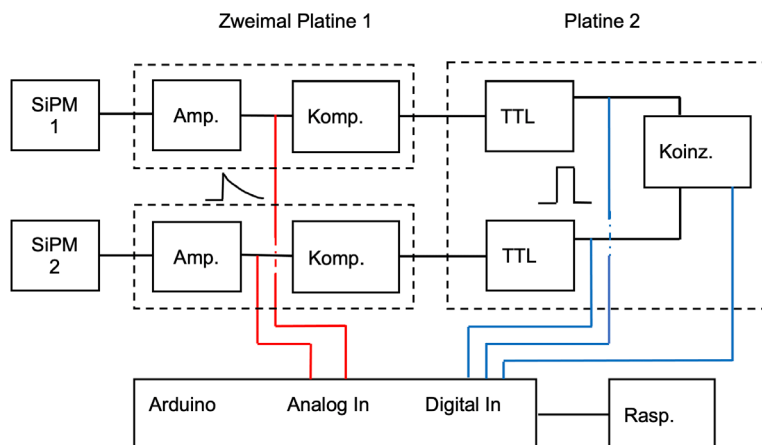 Zweimal Platine 1
Platine 2
SiPM
1
Amp.
Komp.
TTL
Koinz.
SiPM
2
Amp.
Komp.
TTL
Arduino
Analog In
Digital In
Rasp.